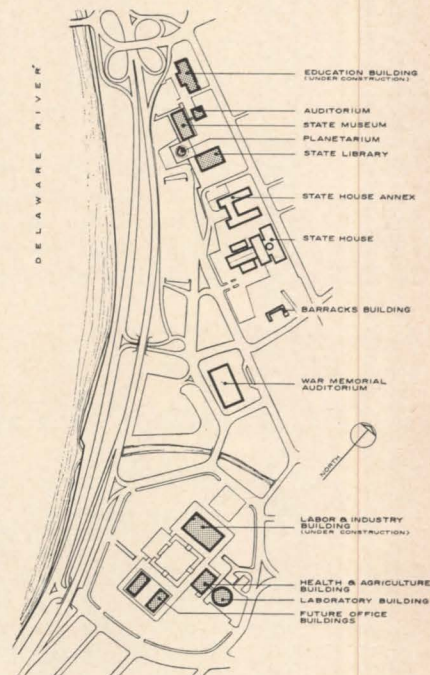 DELAWARE RIVER
EDUCATION BUILDING
(UNDER CONSTRUCTION)
AUDITORIUM
STATE MUSEUM
PLANETARIUM
STATE LIBRARY
STATE HOUSE ANNEX
STATE HOUSE
BARRACKS BUILDING
WAR MEMORIAL
AUDITORIUM
NORTH
LABOR & INDUSTRY
BUILDING
(UNDER CONSTRUCTION)
HEALTH & AGRICULTURE
BUILDING
LABORATORY BUILDING
FUTURE OFFICE
BUILDINGS